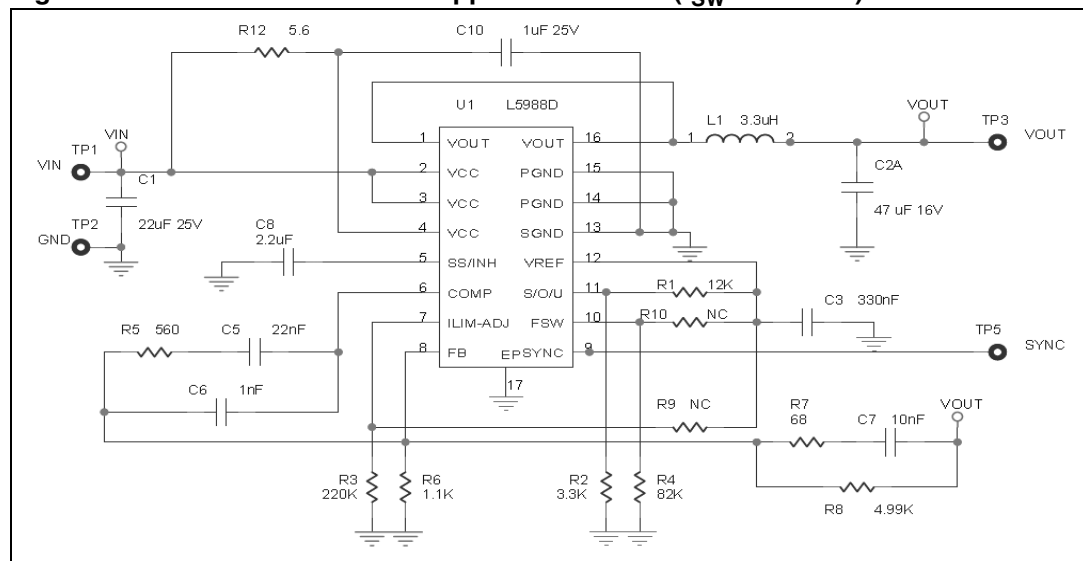 SW
R12 5.6
C10 1uF 25V
U1 L5988D
VOUT
L1 3.3uH
1 2
TP3 VOUT
VIN
TP1
VIN
C1
22uF 25V
TP2
GND
C8
2.2uF
1 VOUT VOUT 16
2 VCC PGND 15
3 VCC PGND 14
4 VCC SGND 13
5 SS/INH VREF 12
6 COMP S/O/U 11
7 ILIM-ADJ FSW 10
8 FB EP SYNC 9
17
C2A
47 uF 16V
R1 12K
R10 NC
C3 330nF
TP5
SYNC
R5 560
C5 22nF
C6 1nF
R9 NC
R7
68
C7 10nF
VOUT
R3
220K
R6
1.1K
R2
3.3K
R4
82K
R8 4.99K